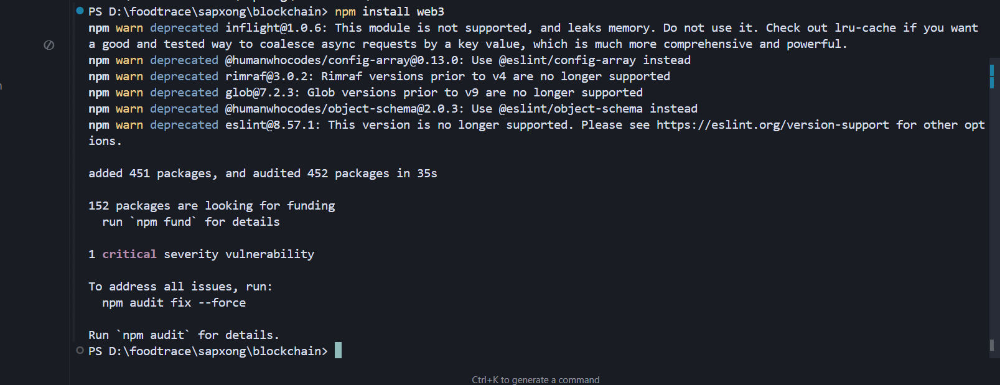 PS D:\foodtrace\sapxong\blockchain> npm install web3
npm warn deprecated inflight@1.0.6: This module is not supported, and leaks memory. Do not use it. Check out lru-cache if you want
a good and tested way to coalesce async requests by a key value, which is much more comprehensive and powerful.
npm warn deprecated @humanwhocodes/config-array@0.13.0: Use @eslint/config-array instead
npm warn deprecated rimraf@3.0.2: Rimraf versions prior to v4 are no longer supported
npm warn deprecated glob@7.2.3: Glob versions prior to v9 are no longer supported
npm warn deprecated @humanwhocodes/object-schema@2.0.3: Use @eslint/object-schema instead
npm warn deprecated eslint@8.57.1: This version is no longer supported. Please see https://eslint.org/version-support for other opt
ions.
added 451 packages, and audited 452 packages in 35s
152 packages are looking for funding
run `npm fund` for details
1 critical severity vulnerability
To address all issues, run:
npm audit fix --force
Run `npm audit` for details.
PS D:\foodtrace\sapxong\blockchain>
Ctrl+K to generate a command